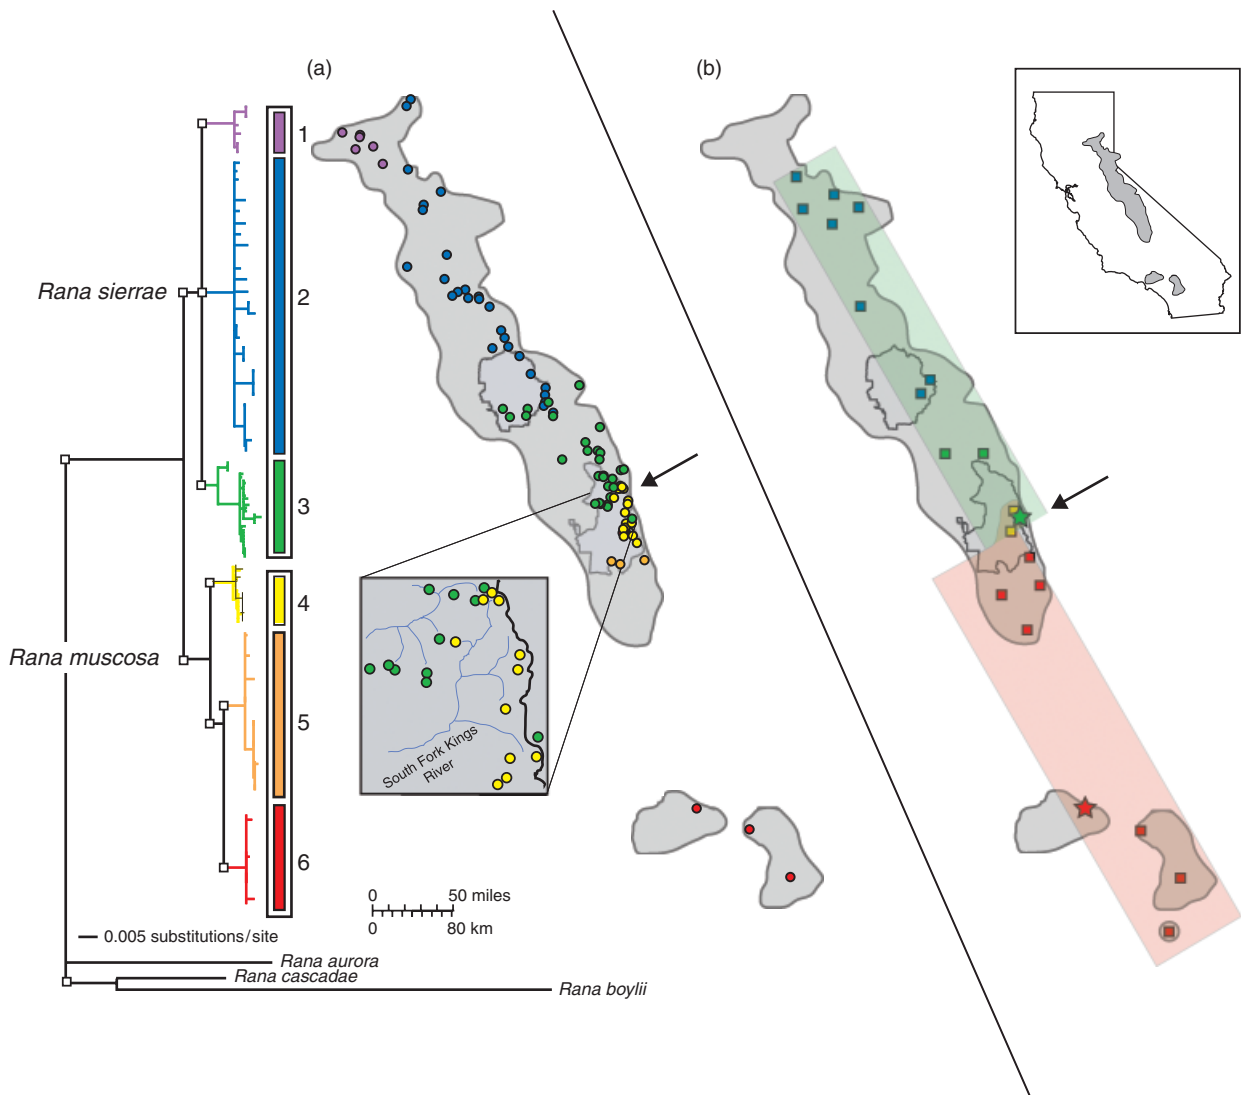 (a)
(b)
1
Rana sierrae
2
3
4
Rana muscosa
5
6
South Fork Kings
River
0 50 miles
0 80 km
0.005 substitutions/site
Rana aurora
Rana cascadae
Rana boylii